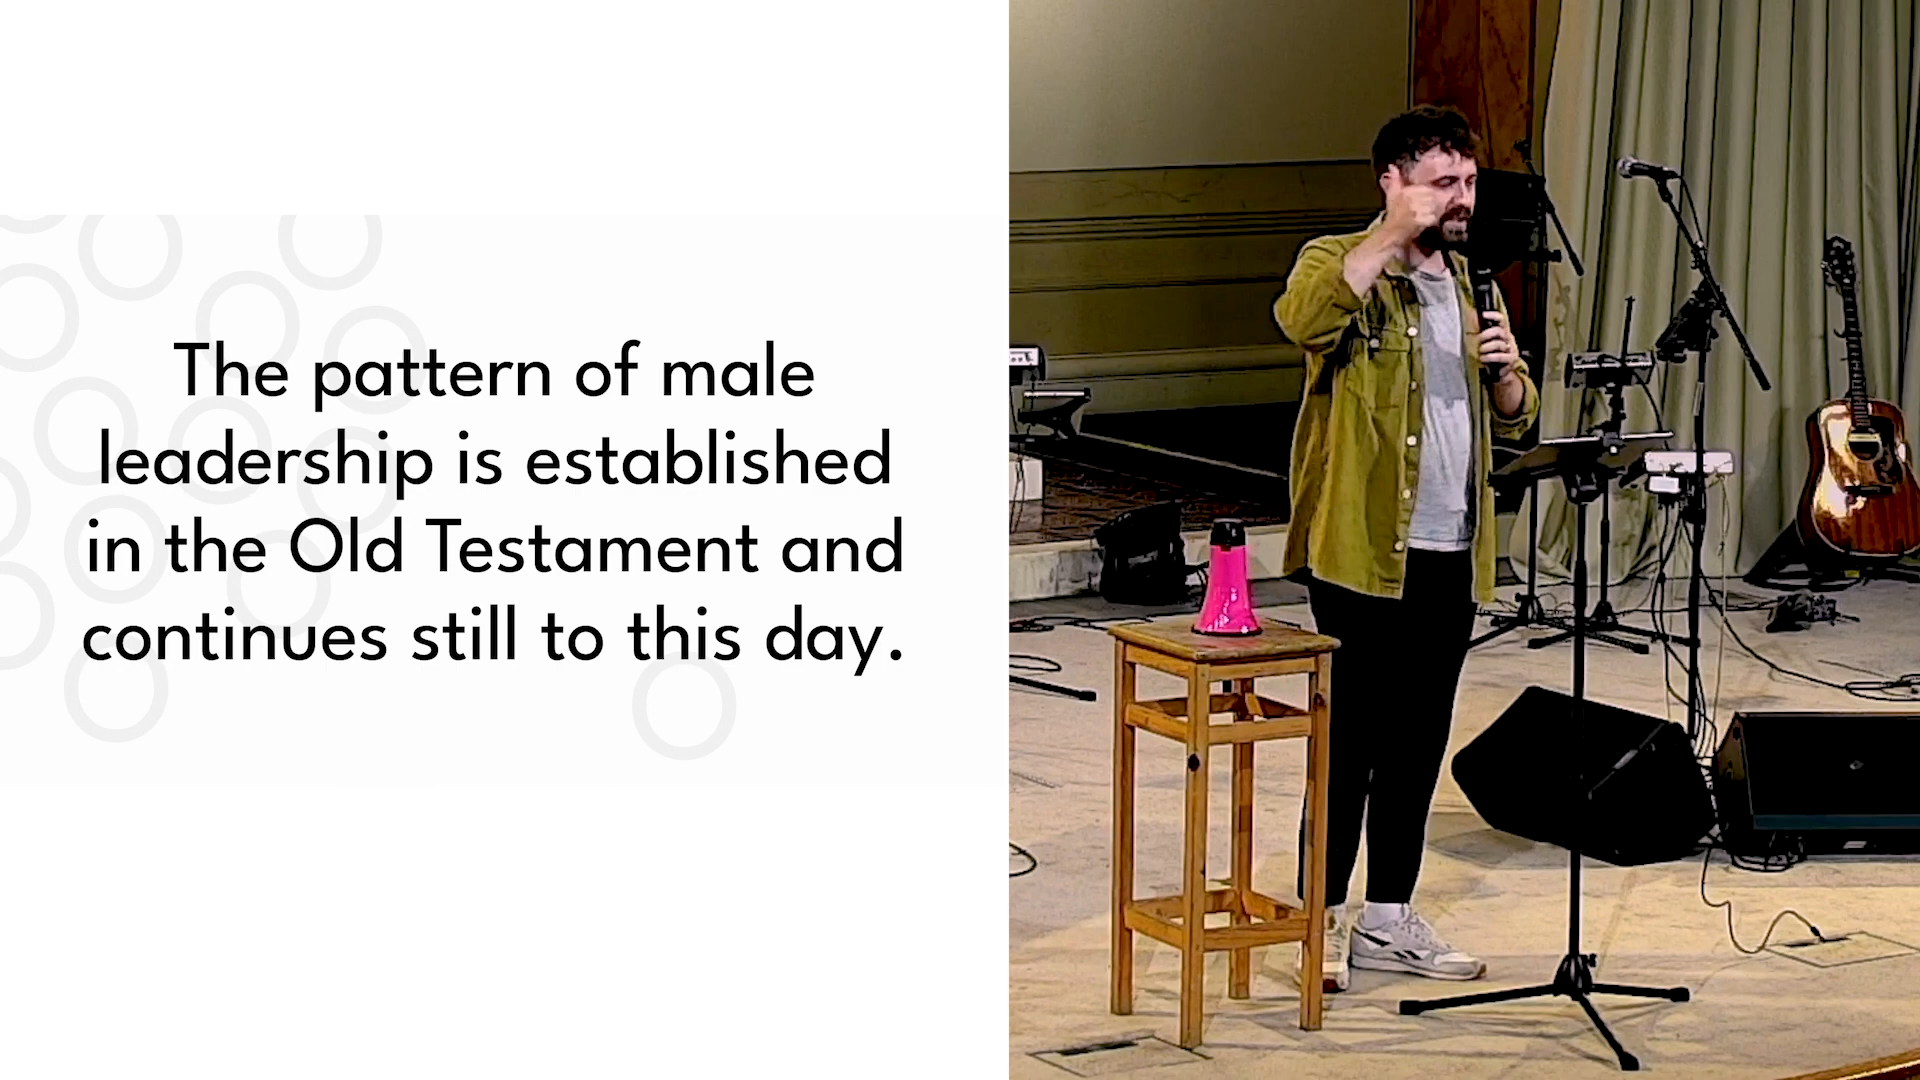 The pattern of male
leadership is established
in the Old Testament and
continues still to this day.